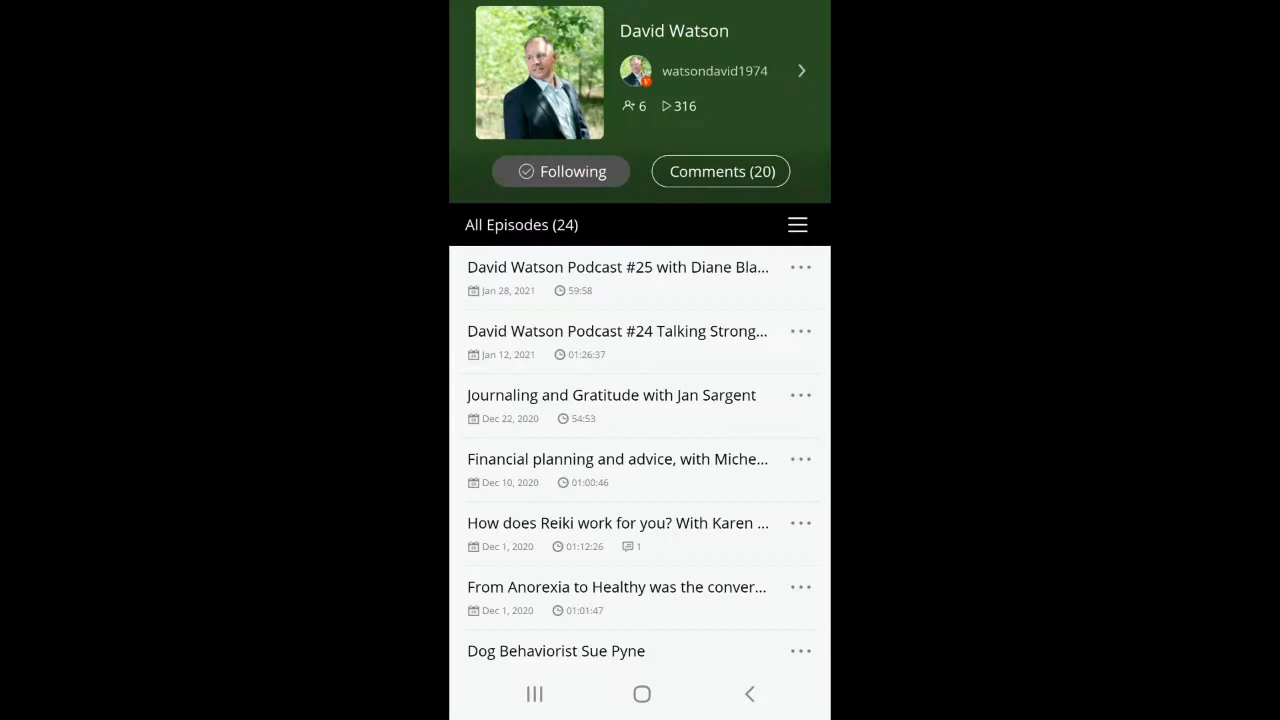 David Watson
watsondavid1974
6 316
Following
Comments (20)
All Episodes (24)
David Watson Podcast #25 with Diane Bla...
Jan 28, 2021 59:58
David Watson Podcast #24 Talking Strong...
Jan 12, 2021 01:26:37
Journaling and Gratitude with Jan Sargent
Dec 22, 2020 54:53
Financial planning and advice, with Miche...
Dec 10, 2020 01:00:46
How does Reiki work for you? With Karen ...
Dec 1, 2020 01:12:26 1
From Anorexia to Healthy was the conver...
Dec 1, 2020 01:01:47
Dog Behaviorist Sue Pyne